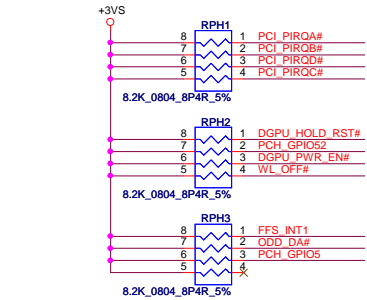 +3VS
RPH1
8 1 PCI_PIRQA#
7 2 PCI_PIRQB#
6 3 PCI_PIRQD#
5 4 PCI_PIRQC#
8.2K_0804_8P4R_5%
RPH2
8 1 DGPU_HOLD_RST#
7 2 PCH_GPIO52
6 3 DGPU_PWR_EN#
5 4 WL_OFF#
8.2K_0804_8P4R_5%
RPH3
8 1 FFS_INT1
7 2 ODD_DA#
6 3 PCH_GPIO5
5 4
8.2K_0804_8P4R_5%